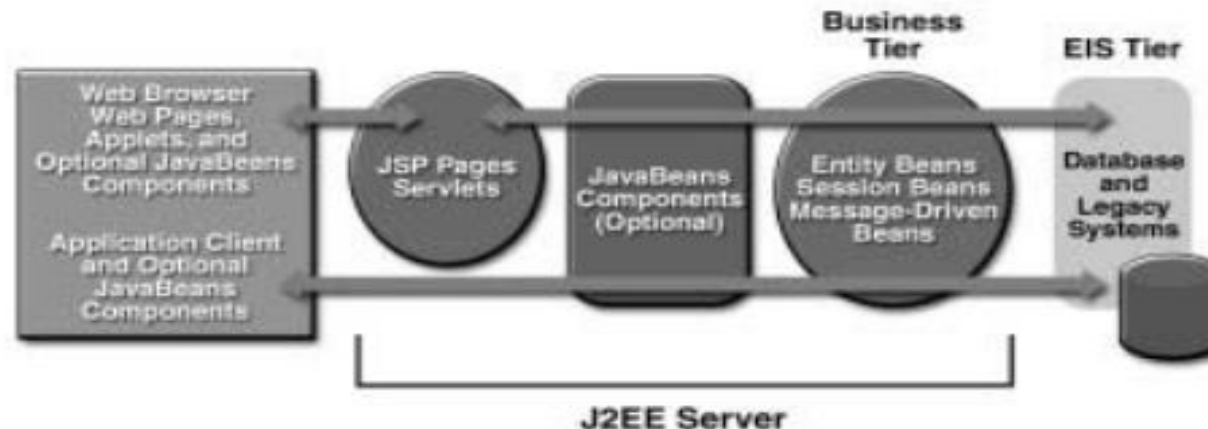 Business
Tier
EIS Tier
Web Browser
Web Pages,
Applets, and
Optional JavaBeans
Components
Application Client
and Optional
JavaBeans
Components
JSP Pages
Servlets
JavaBeans
Components
(Optional)
Entity Beans
Session Beans
Message-Driven
Beans
Database
and
Legacy
Systems
J2EE Server